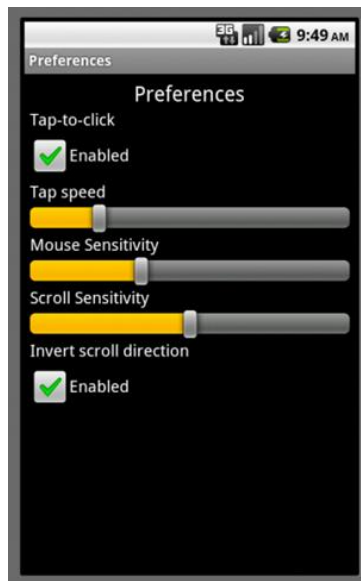 3G 9:49 AM
Preferences
Preferences
Tap-to-click
Enabled
Tap speed
Mouse Sensitivity
Scroll Sensitivity
Invert scroll direction
Enabled